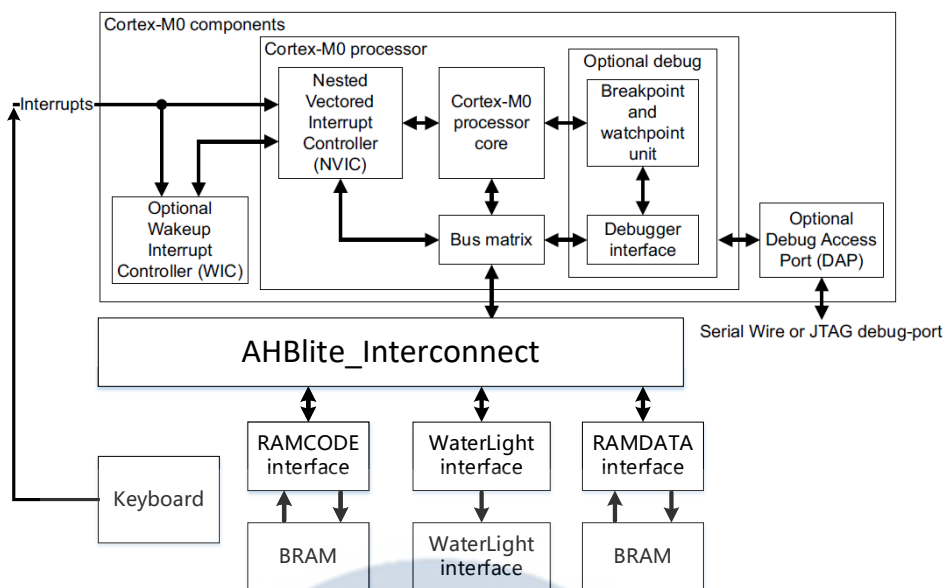 Cortex-M0 components
Cortex-M0 processor
Optional debug
Interrupts
Nested
Vectored
Interrupt
Controller
(NVIC)
Cortex-M0
processor
core
Breakpoint
and
watchpoint
unit
Optional
Wakeup
Interrupt
Controller (WIC)
Bus matrix
Debugger
interface
Optional
Debug Access
Port (DAP)
Serial Wire or JTAG debug-port
AHBlite_Interconnect
RAMCODE
interface
WaterLight
interface
RAMDATA
interface
Keyboard
BRAM
WaterLight
interface
BRAM